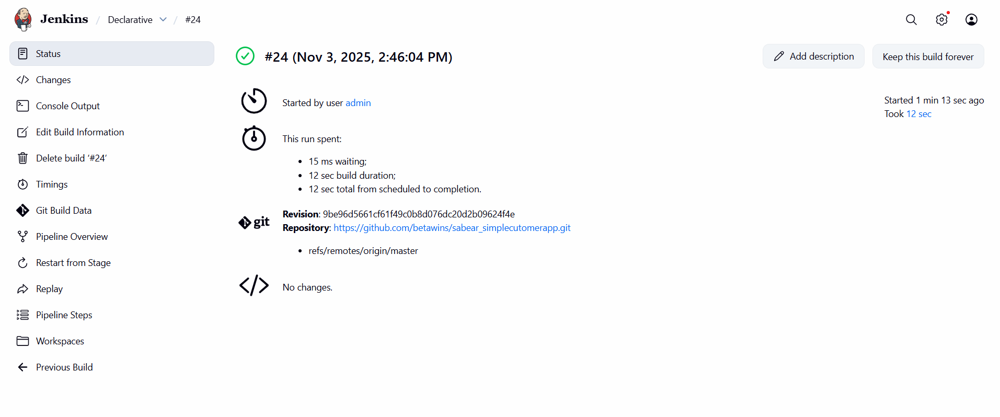 Jenkins / Declarative / #24
Status
Changes
Console Output
Edit Build Information
Delete build ‘#24’
Timings
Git Build Data
Pipeline Overview
Restart from Stage
Replay
Pipeline Steps
Workspaces
Previous Build
#24 (Nov 3, 2025, 2:46:04 PM)
Add description
Keep this build forever
Started by user admin
Started 1 min 13 sec ago
Took 12 sec
This run spent:
• 15 ms waiting;
• 12 sec build duration;
• 12 sec total from scheduled to completion.
git
Revision: 9be96d5661cf61f49c0b8d076dc20d2b09624f4e
Repository: https://github.com/betawins/sabear_simplecutomerapp.git
• refs/remotes/origin/master
No changes.